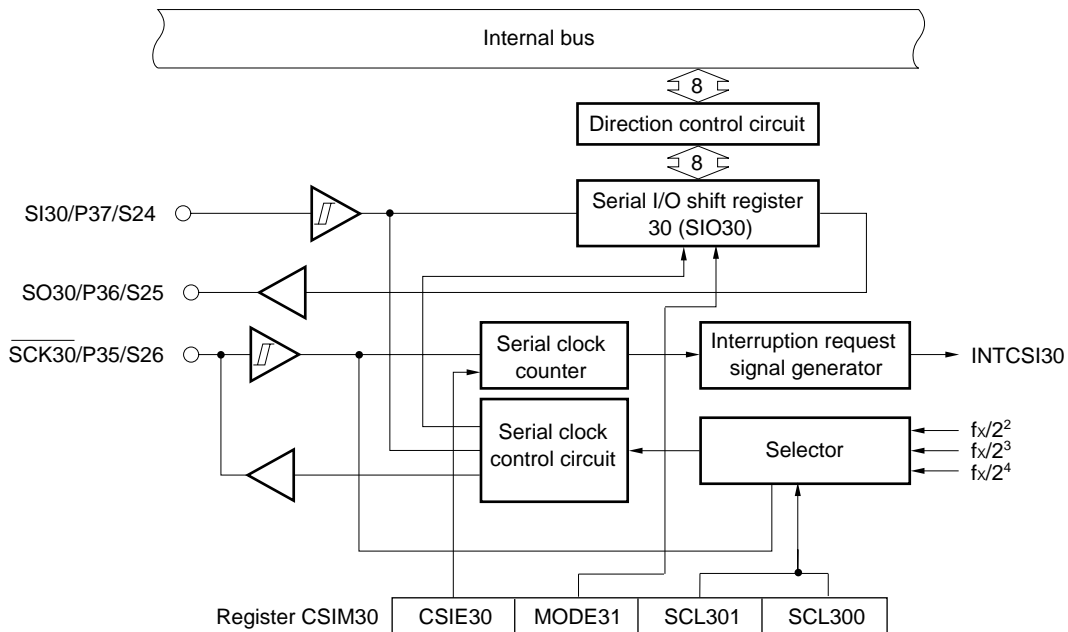 Internal bus
8
Direction control circuit
8
SI30/P37/S24
Serial I/O shift register
30 (SIO30)
SO30/P36/S25
SCK30/P35/S26
Serial clock
counter
Interruption request
signal generator
INTCSI30
Serial clock
control circuit
Selector
fX/2²
fX/2³
fX/2⁴
Register CSIM30
CSIE30
MODE31
SCL301
SCL300